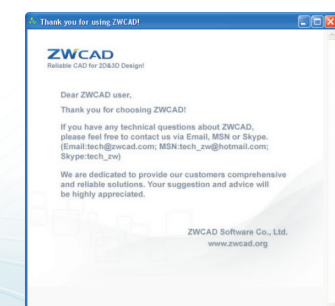 Thank you for using ZWCAD!
ZWCAD
Reliable CAD for 2D&3D Design!
Dear ZWCAD user,
Thank you for choosing ZWCAD!
If you have any technical questions about ZWCAD,
please feel free to contact us via Email, MSN or Skype.
(Email:tech@zwcad.com; MSN:tech_zw@hotmail.com;
Skype:tech_zw)
We are dedicated to provide our customers comprehensive
and reliable solutions. Your suggestion and advice will
be highly appreciated.
ZWCAD Software Co., Ltd.
www.zwcad.org